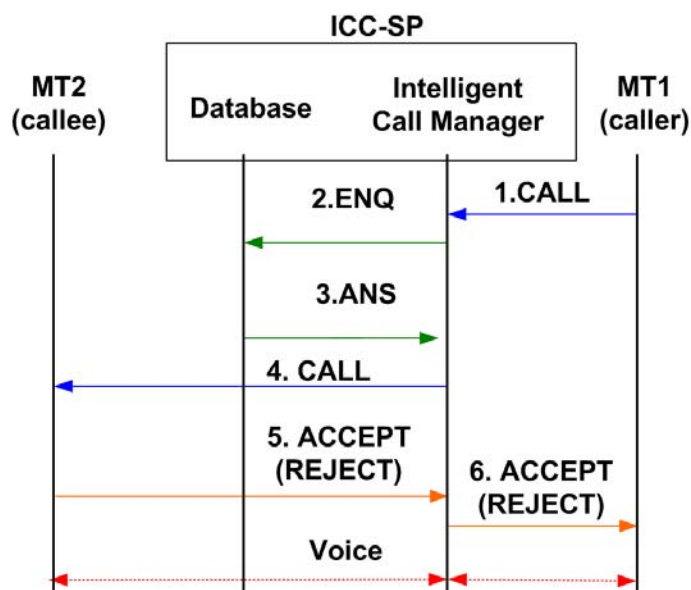 ICC-SP
MT2
(callee)
Database
Intelligent
Call Manager
MT1
(caller)
1.CALL
2.ENQ
3.ANS
4. CALL
5. ACCEPT
(REJECT)
6. ACCEPT
(REJECT)
Voice